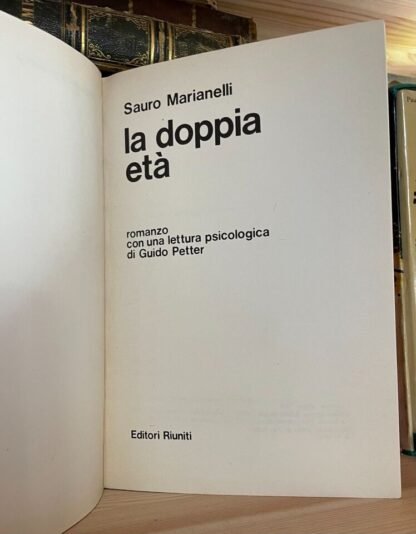 Sauro Marianelli
la doppia
età
romanzo
con una lettura psicologica
di Guido Petter
Editori Riuniti